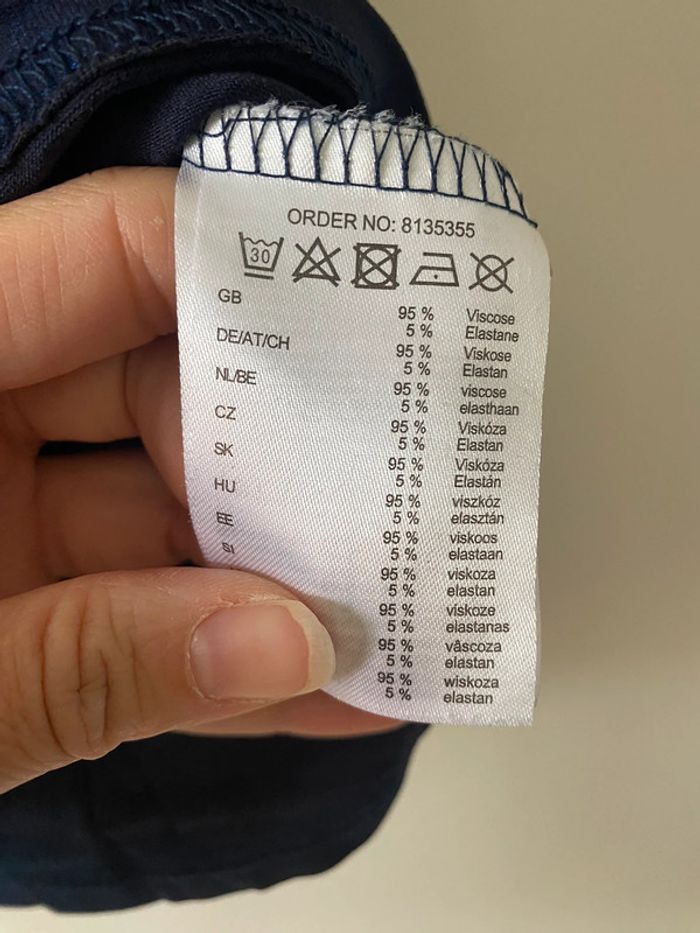 ORDER NO: 8135355
30
GB 95 % Viscose
5 % Elastane
DE/AT/CH 95 % Viskose
5 % Elastan
NL/BE 95 % viscose
5 % elasthaan
CZ 95 % Viskóza
5 % Elastan
SK 95 % Viskóza
5 % Elastán
HU 95 % viszkóz
5 % elasztán
EE 95 % viskoos
5 % elastaan
SI 95 % viskoza
5 % elastan
95 % viskoze
5 % elastanas
95 % vâscoza
5 % elastan
95 % wiskoza
5 % elastan